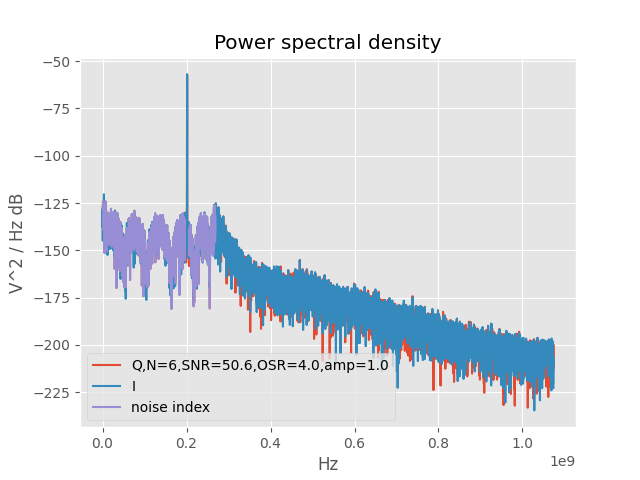 Power spectral density
V^2 / Hz dB
−50
−75
−100
−125
−150
−175
−200
−225
Q,N=6,SNR=50.6,OSR=4.0,amp=1.0
I
noise index
0.0 0.2 0.4 0.6 0.8 1.0
1e9
Hz